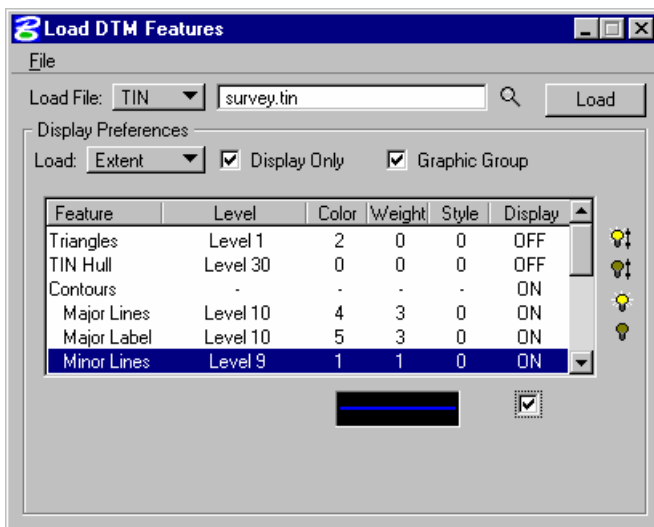 Load DTM Features
File
Load File: TIN survey.tin Load
Display Preferences
Load: Extent Display Only Graphic Group
Feature Level Color Weight Style Display
Triangles Level 1 2 0 0 OFF
TIN Hull Level 30 0 0 0 OFF
Contours - - - - ON
Major Lines Level 10 4 3 0 ON
Major Label Level 10 5 3 0 ON
Minor Lines Level 9 1 1 0 ON